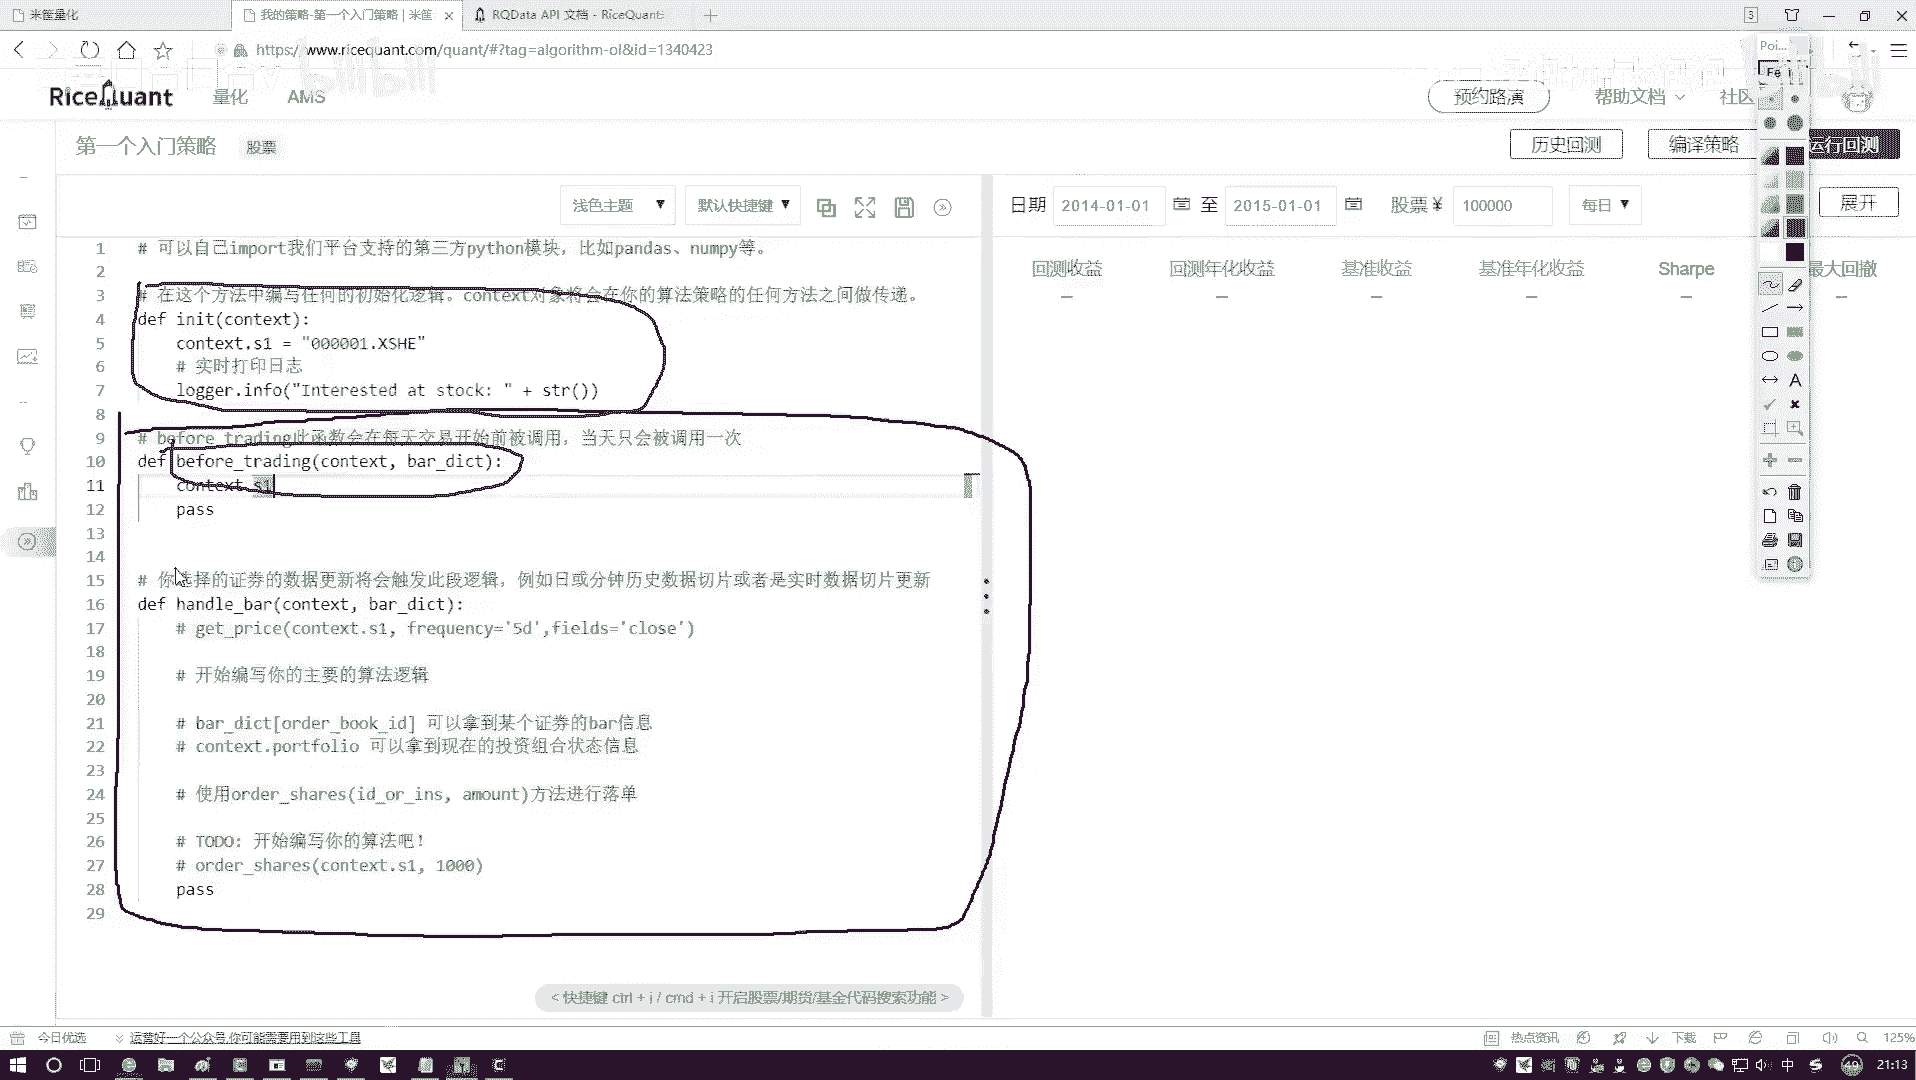 米筐量化
我的策略-第一个入门策略 | 米筐
RQData API 文档 - RiceQuant
https://www.ricequant.com/quant/#?tag=algorithm-ol&id=1340423
RiceQuant 量化 AMS 预约路演 帮助文档 社区
第一个入门策略 股票 历史回测 编译策略 运行回测
浅色主题 默认快捷键 日期 2014-01-01 至 2015-01-01 股票 ¥ 100000 每日 展开
回测收益 回测年化收益 基准收益 基准年化收益 Sharpe 最大回撤
1 # 可以自己import我们平台支持的第三方python模块，比如pandas、numpy等。
2
3 # 在这个方法中编写任何的初始化逻辑。context对象将会在你的算法策略的任何方法之间做传递。
4 def init(context):
5 context.s1 = "000001.XSHE"
6 # 实时打印日志
7 logger.info("Interested at stock: " + str())
8
9 # before_trading此函数会在每天交易开始前被调用，当天只会被调用一次
10 def before_trading(context, bar_dict):
11 context.s1
12 pass
13
14
15 # 你选择的证券的数据更新将会触发此段逻辑，例如日或分钟历史数据切片或者是实时数据切片更新
16 def handle_bar(context, bar_dict):
17 # get_price(context.s1, frequency='5d',fields='close')
18
19 # 开始编写你的主要的算法逻辑
20
21 # bar_dict[order_book_id] 可以拿到某个证券的bar信息
22 # context.portfolio 可以拿到现在的投资组合状态信息
23
24 # 使用order_shares(id_or_ins, amount)方法进行落单
25
26 # TODO: 开始编写你的算法吧！
27 # order_shares(context.s1, 1000)
28 pass
29
< 快捷键 ctrl + i / cmd + i 开启股票/期货/基金代码搜索功能 >
今日优选 运营好一个公众号,你可能需要用到这些工具 热点资讯 下载 125%
中 49 21:13